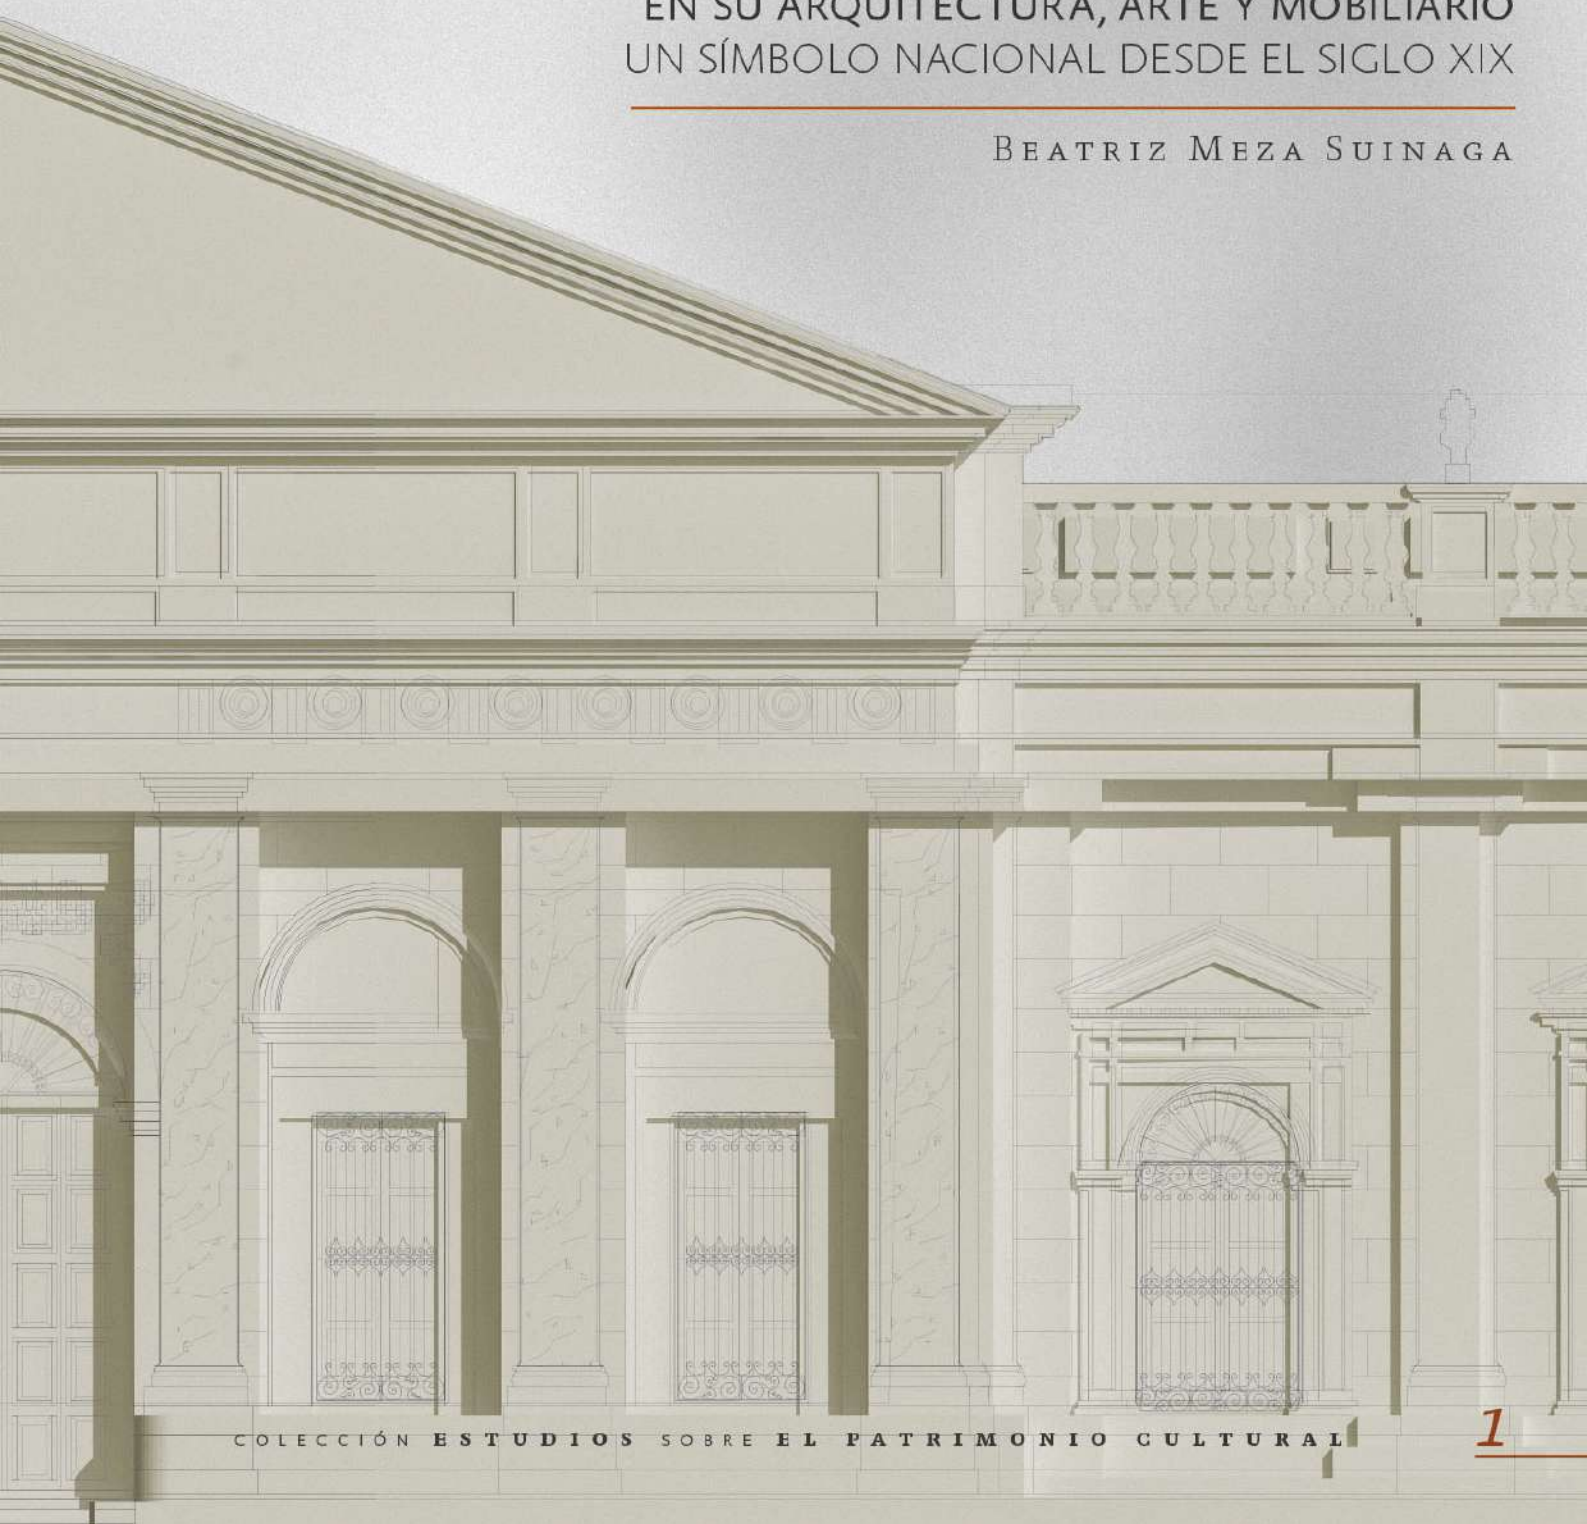 EN SU ARQUITECTURA, ARTE Y MOBILIARIO
UN SÍMBOLO NACIONAL DESDE EL SIGLO XIX
BEATRIZ MEZA SUINAGA
COLECCIÓN ESTUDIOS SOBRE EL PATRIMONIO CULTURAL 1